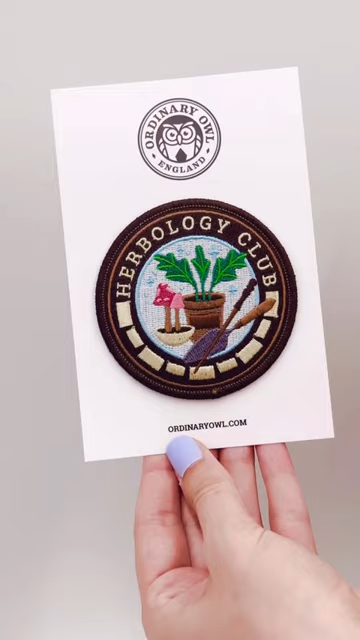 ORDINARY OWL
• ENGLAND •
HERBOLOGY CLUB
ORDINARYOWL.COM